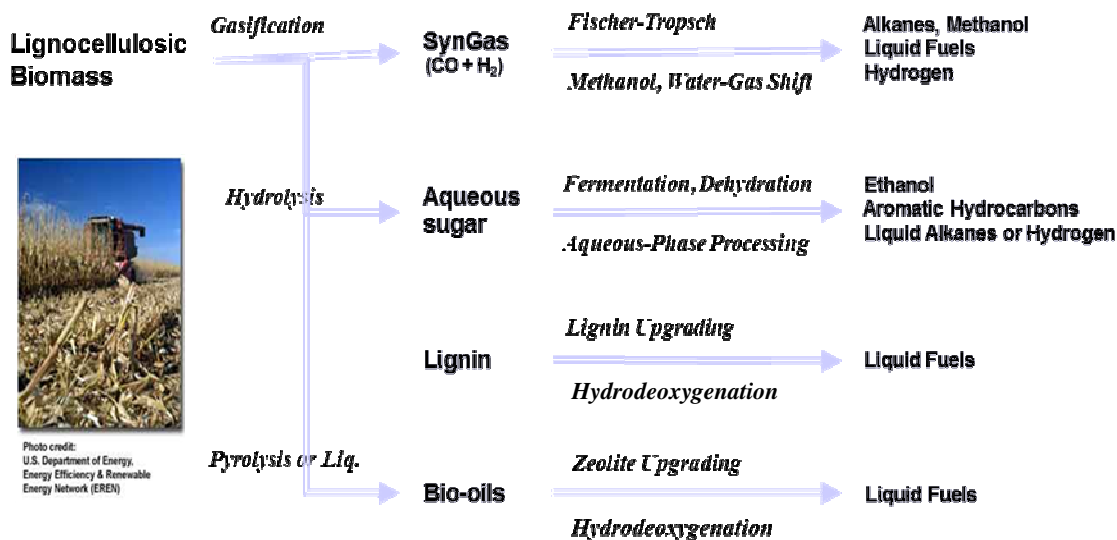 Lignocellulosic
Biomass
Gasification
SynGas
(CO + H₂)
Fischer-Tropsch
Methanol, Water-Gas Shift
Alkanes, Methanol
Liquid Fuels
Hydrogen
Hydrolysis
Aqueous
sugar
Fermentation, Dehydration
Aqueous-Phase Processing
Ethanol
Aromatic Hydrocarbons
Liquid Alkanes or Hydrogen
Lignin
Lignin Upgrading
Hydrodeoxygenation
Liquid Fuels
Photo credit:
U.S. Department of Energy,
Energy Efficiency & Renewable
Energy Network (EREN)
Pyrolysis or Liq.
Bio-oils
Zeolite Upgrading
Hydrodeoxygenation
Liquid Fuels